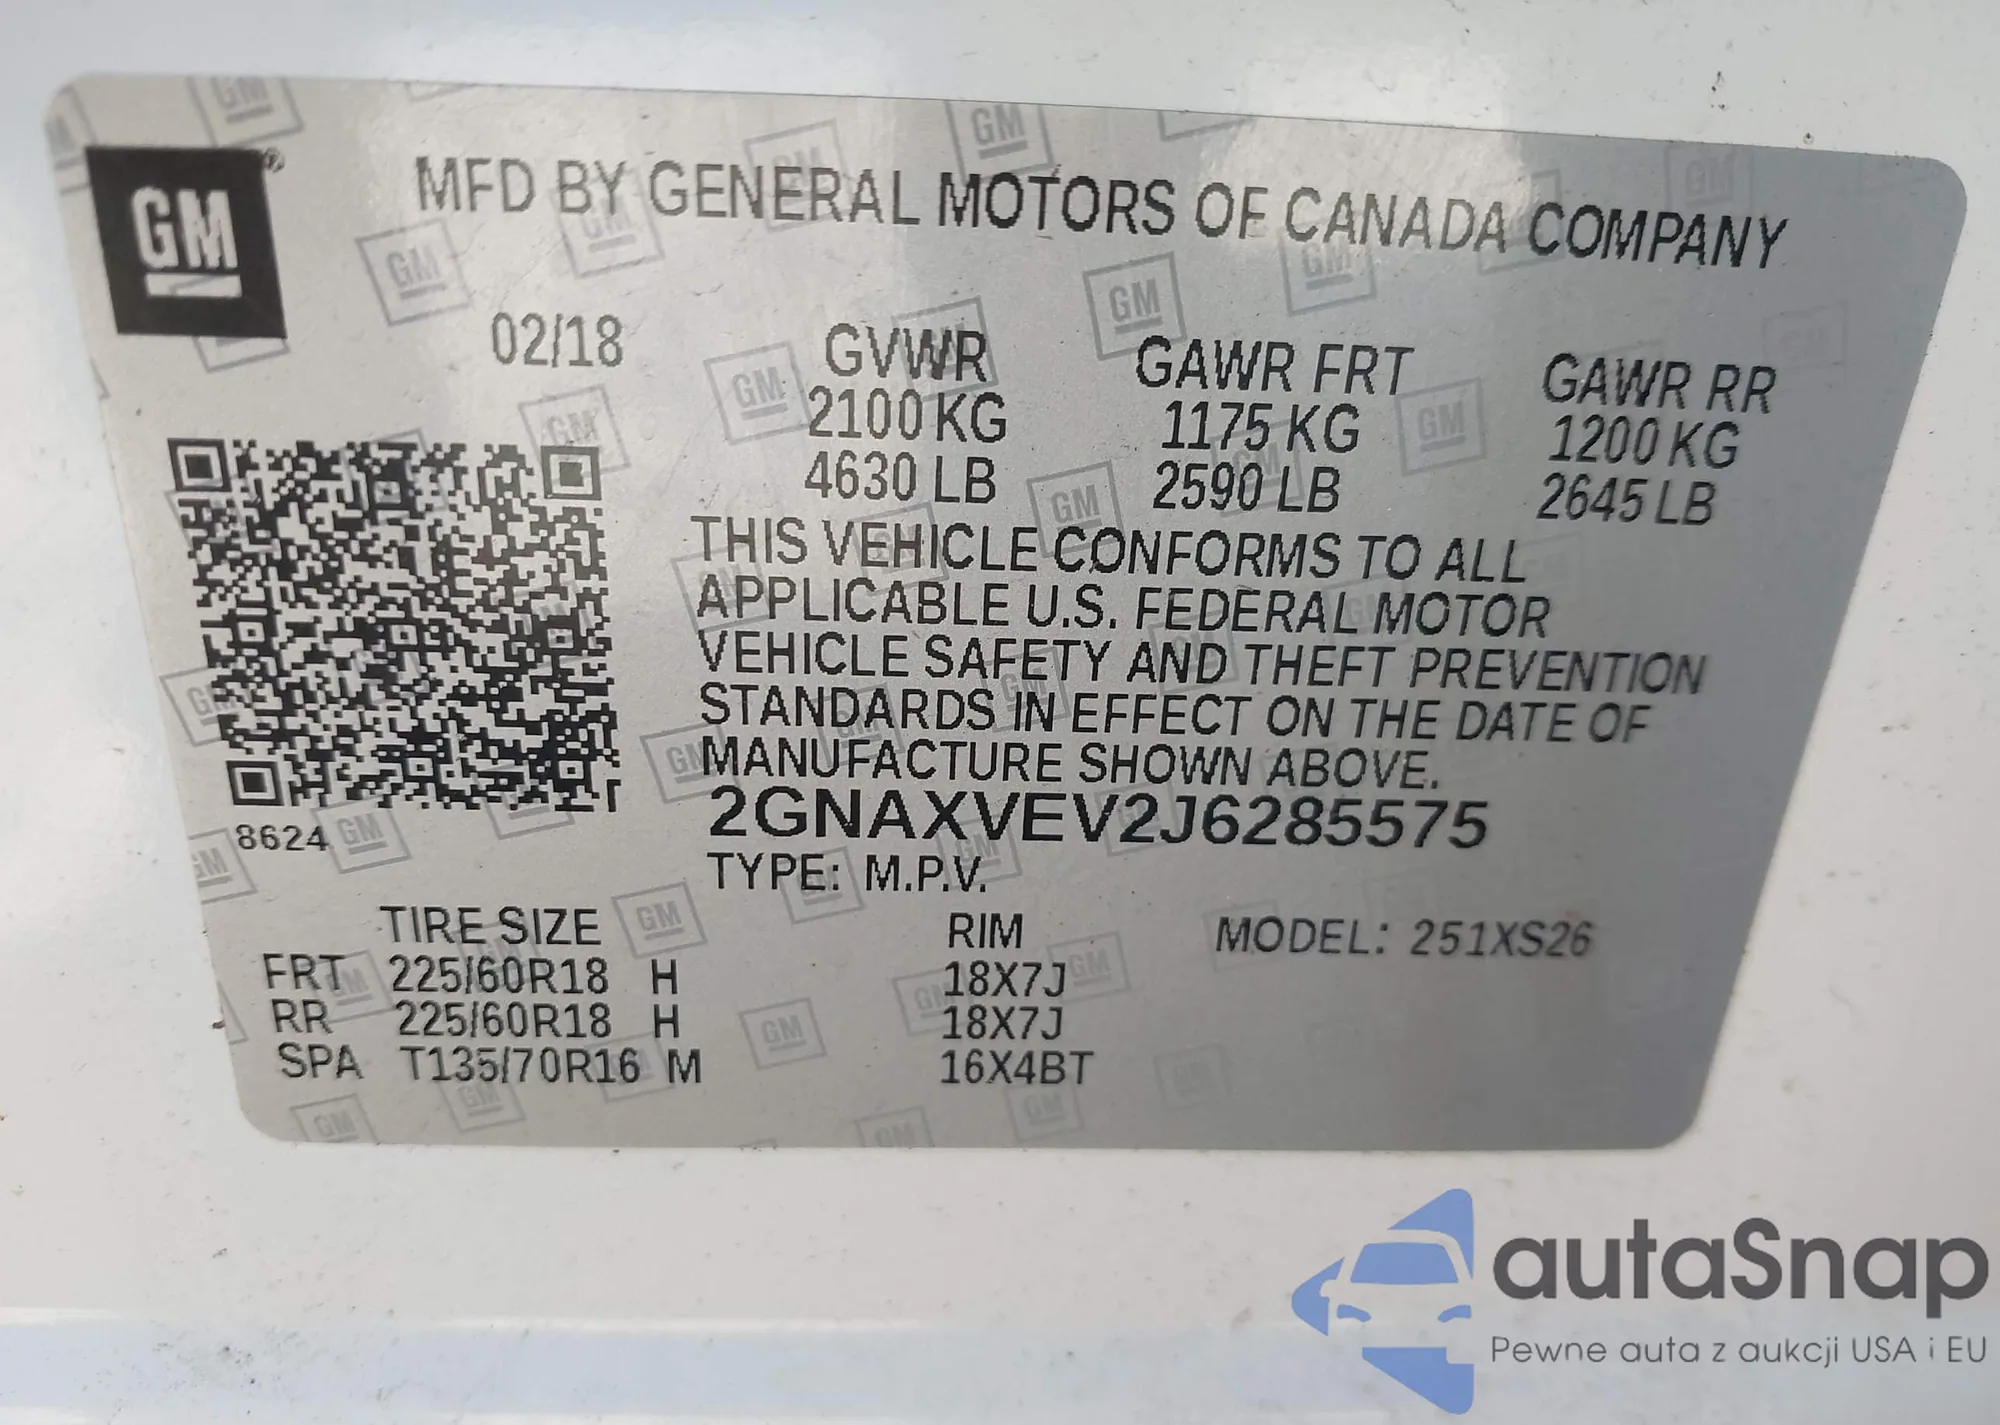 GM
MFD BY GENERAL MOTORS OF CANADA COMPANY
02/18
GVWR GAWR FRT GAWR RR
2100 KG 1175 KG 1200 KG
4630 LB 2590 LB 2645 LB
THIS VEHICLE CONFORMS TO ALL
APPLICABLE U.S. FEDERAL MOTOR
VEHICLE SAFETY AND THEFT PREVENTION
STANDARDS IN EFFECT ON THE DATE OF
MANUFACTURE SHOWN ABOVE.
2GNAXVEV2J6285575
8624
TYPE: M.P.V.
TIRE SIZE RIM MODEL: 251XS26
FRT 225/60R18 H 18X7J
RR 225/60R18 H 18X7J
SPA T135/70R16 M 16X4BT
autaSnap
Pewne auta z aukcji USA i EU